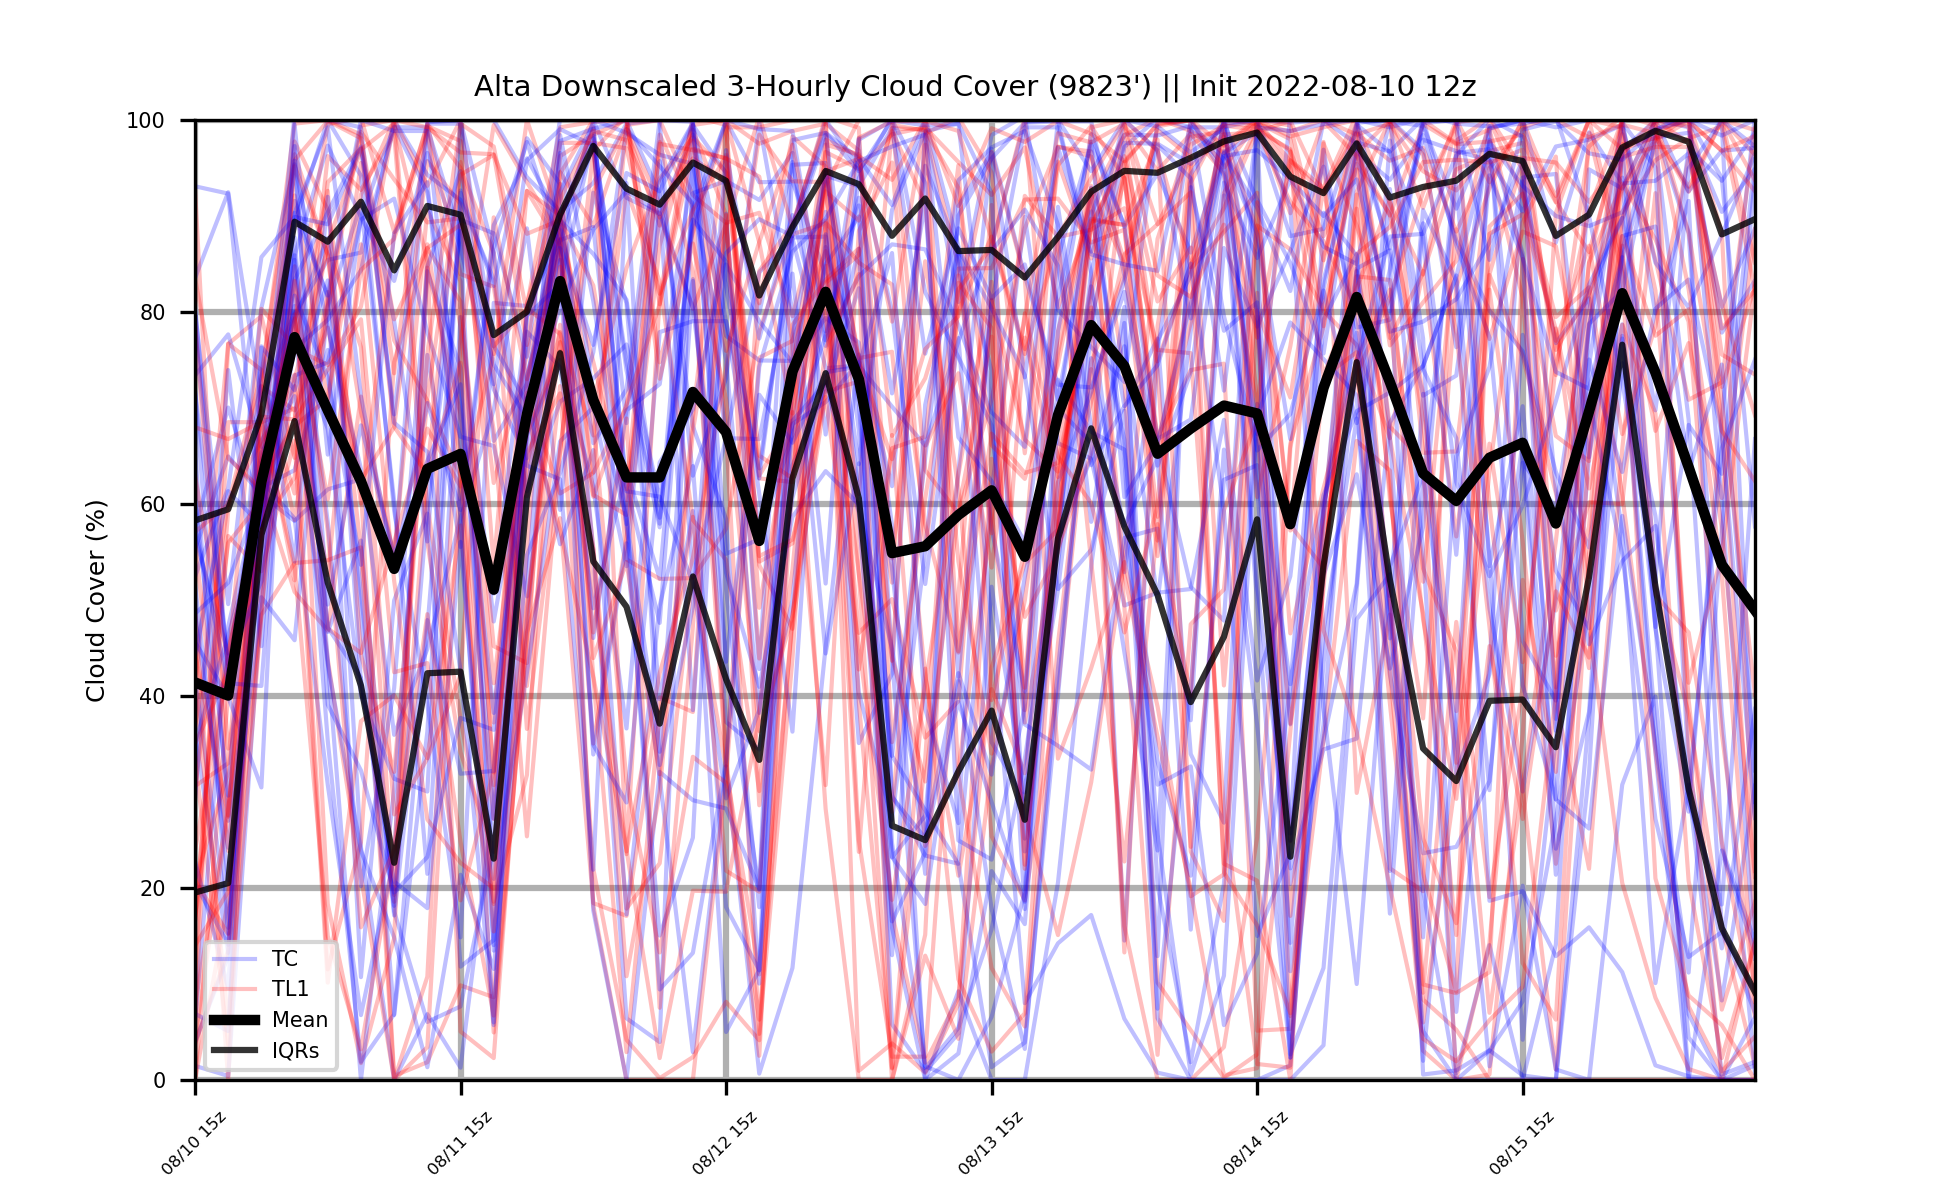 Alta Downscaled 3-Hourly Cloud Cover (9823') || Init 2022-08-10 12z
Cloud Cover (%)
100
80
60
40
20
0
TC
TL1
Mean
IQRs
08/10 15z
08/11 15z
08/12 15z
08/13 15z
08/14 15z
08/15 15z